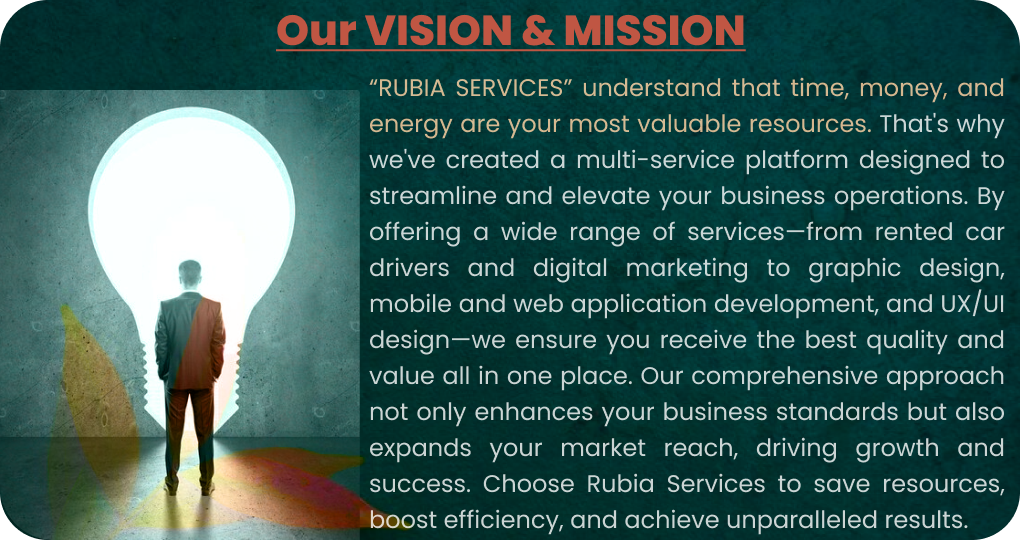 Our VISION & MISSION
“RUBIA SERVICES” understand that time, money, and
energy are your most valuable resources. That's why
we've created a multi-service platform designed to
streamline and elevate your business operations. By
offering a wide range of services—from rented car
drivers and digital marketing to graphic design,
mobile and web application development, and UX/UI
design—we ensure you receive the best quality and
value all in one place. Our comprehensive approach
not only enhances your business standards but also
expands your market reach, driving growth and
success. Choose Rubia Services to save resources,
boost efficiency, and achieve unparalleled results.